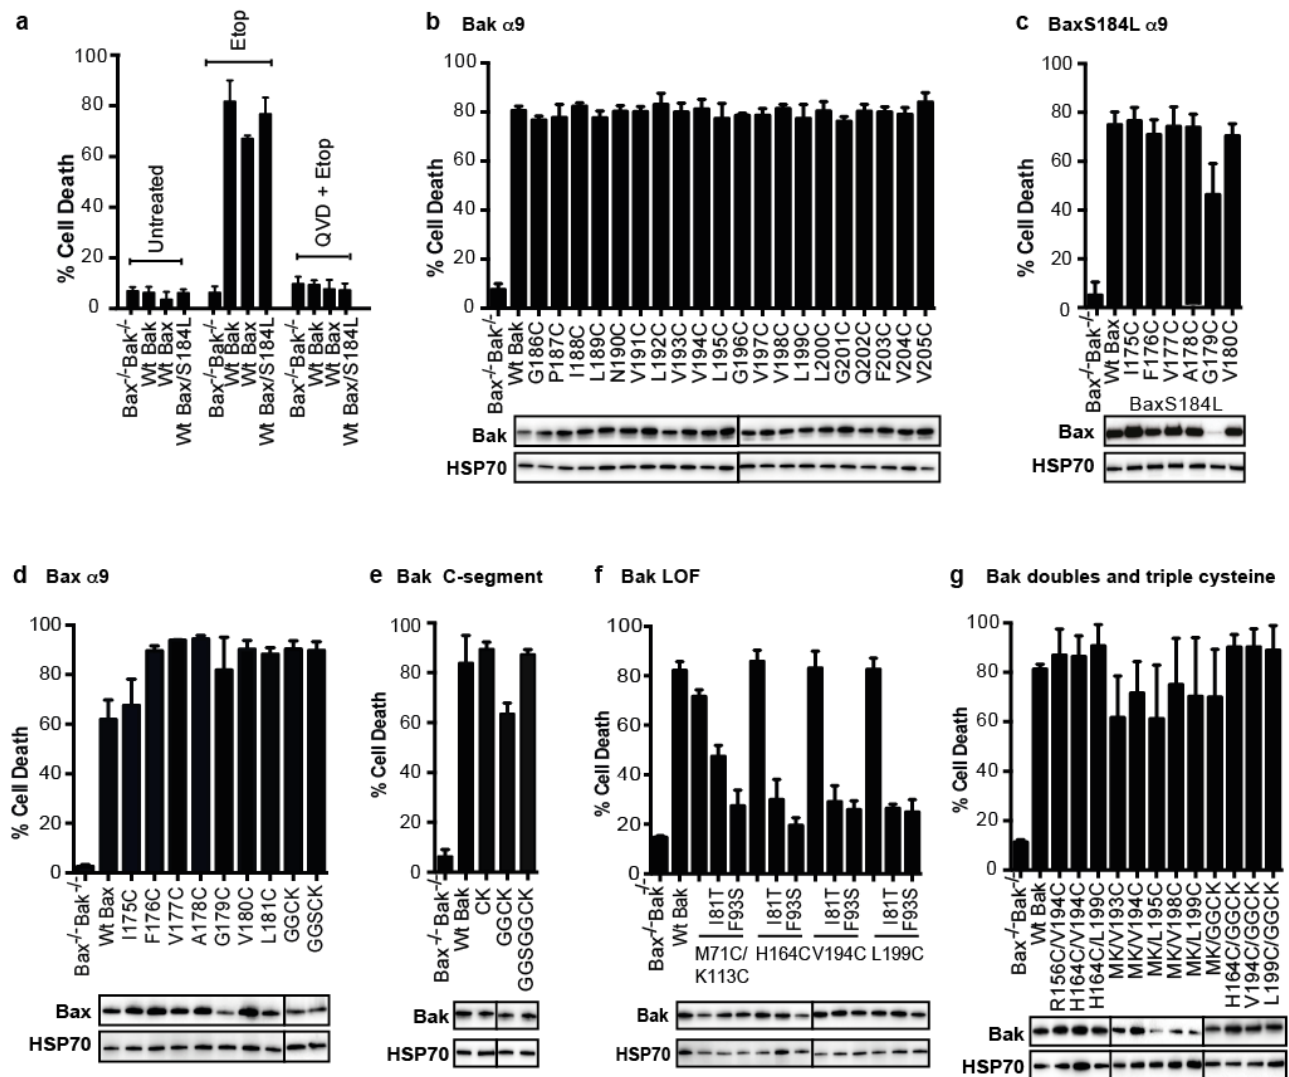 a
% Cell Death
100
80
60
40
20
0
Untreated
Etop
QVD + Etop
Bax-/-Bak-/-
Wt Bak
Wt Bax
Wt Bax/S184L
Bax-/-Bak-/-
Wt Bak
Wt Bax
Wt Bax/S184L
Bax-/-Bak-/-
Wt Bak
Wt Bax
Wt Bax/S184L
b Bak α9
% Cell Death
100
80
60
40
20
0
Bax-/-Bak-/-
Wt Bak
G186C
P187C
I188C
L189C
N190C
V191C
L192C
V193C
V194C
L195C
G196C
V197C
V198C
L199C
L200C
G201C
Q202C
F203C
V204C
V205C
Bak
HSP70
c BaxS184L α9
% Cell Death
100
80
60
40
20
0
Bax-/-Bak-/-
Wt Bax
I175C
F176C
V177C
A178C
G179C
V180C
BaxS184L
Bax
HSP70
d Bax α9
% Cell Death
100
80
60
40
20
0
Bax-/-Bak-/-
Wt Bax
I175C
F176C
V177C
A178C
G179C
V180C
L181C
GGCK
GGSCK
Bax
HSP70
e Bak C-segment
% Cell Death
100
80
60
40
20
0
Bax-/-Bak-/-
Wt Bak
CK
GGCK
GGSGGCK
Bak
HSP70
f Bak LOF
% Cell Death
100
80
60
40
20
0
Bax-/-Bak-/-
Wt Bak
I81T
F93S
I81T
F93S
I81T
F93S
I81T
F93S
M71C/
K113C
H164C
V194C
L199C
Bak
HSP70
g Bak doubles and triple cysteine
% Cell Death
100
80
60
40
20
0
Bax-/-Bak-/-
Wt Bak
R156C/V194C
H164C/V194C
H164C/L199C
MK/V193C
MK/V194C
MK/L195C
MK/V198C
MK/L199C
MK/GGCK
H164C/GGCK
V194C/GGCK
L199C/GGCK
Bak
HSP70